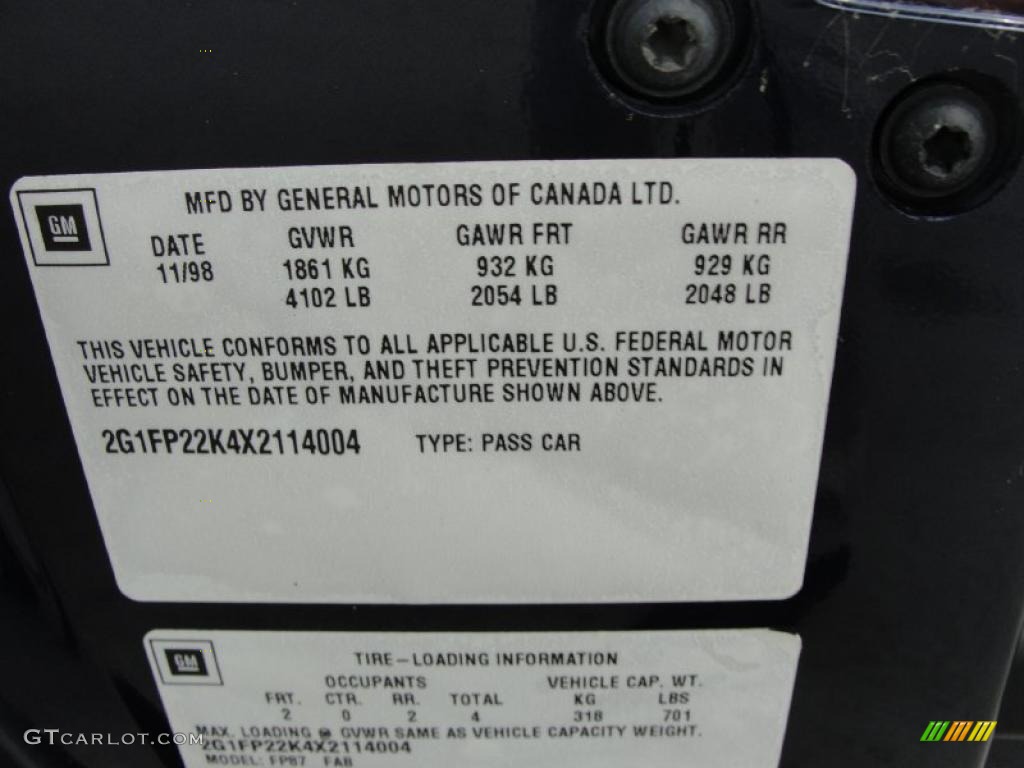 MFD BY GENERAL MOTORS OF CANADA LTD.
GM
DATE GVWR GAWR FRT GAWR RR
11/98 1861 KG 932 KG 929 KG
4102 LB 2054 LB 2048 LB
THIS VEHICLE CONFORMS TO ALL APPLICABLE U.S. FEDERAL MOTOR
VEHICLE SAFETY, BUMPER, AND THEFT PREVENTION STANDARDS IN
EFFECT ON THE DATE OF MANUFACTURE SHOWN ABOVE.
2G1FP22K4X2114004 TYPE: PASS CAR
GM
TIRE-LOADING INFORMATION
OCCUPANTS VEHICLE CAP. WT.
FRT. CTR. RR. TOTAL KG LBS
2 0 2 4 318 701
MAX. LOADING @ GVWR SAME AS VEHICLE CAPACITY WEIGHT.
2G1FP22K4X2114004
MODEL: FP87 FAB
GTCARLOT.COM